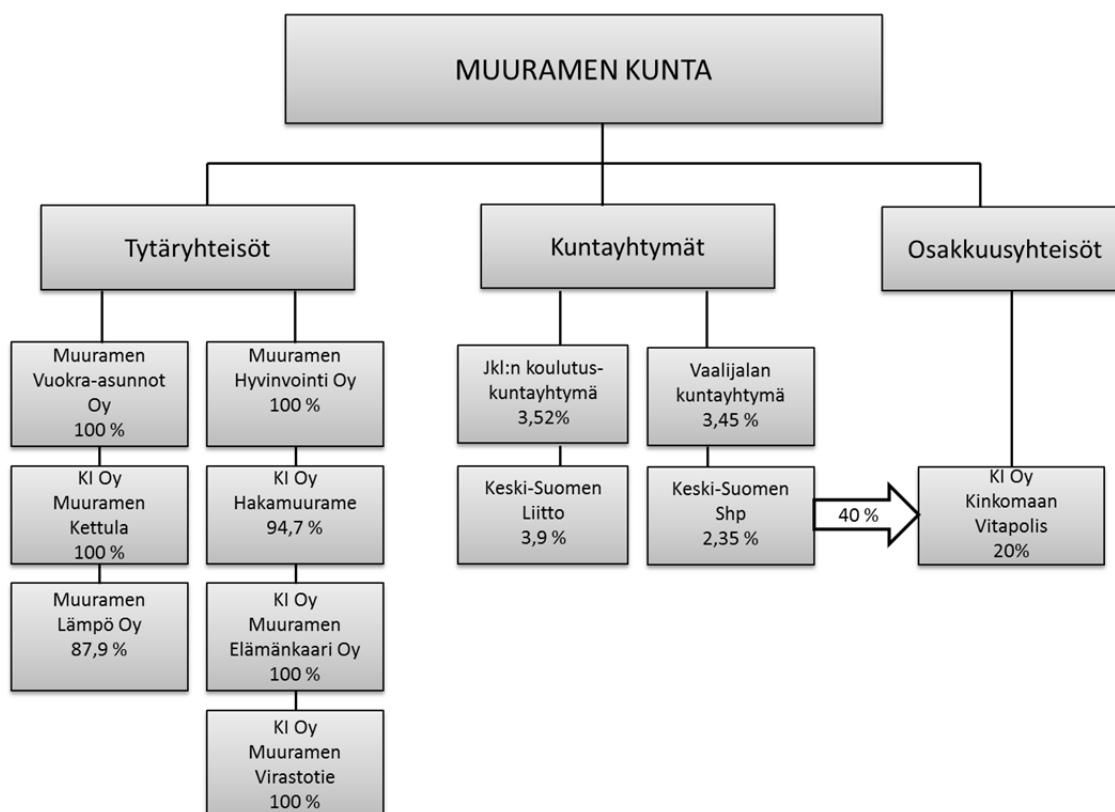 MUURAMEN KUNTA
Tytäryhteisöt
Kuntayhtymät
Osakkuusyhteisöt
Muuramen
Vuokra-asunnot
Oy
100 %
Muuramen
Hyvinvointi Oy
100 %
Jkl:n koulutus-
kuntayhtymä
3,52%
Vaalijalan
kuntayhtymä
3,45 %
KI Oy
Muuramen
Kettula
100 %
KI Oy
Hakamuurame
94,7 %
Keski-Suomen
Liitto
3,9 %
Keski-Suomen
Shp
2,35 %
40 %
KI Oy
Kinkomaan
Vitapolis
20%
Muuramen
Lämpö Oy
87,9 %
KI Oy
Muuramen
Elämänkaari Oy
100 %
KI Oy
Muuramen
Virastotie
100 %